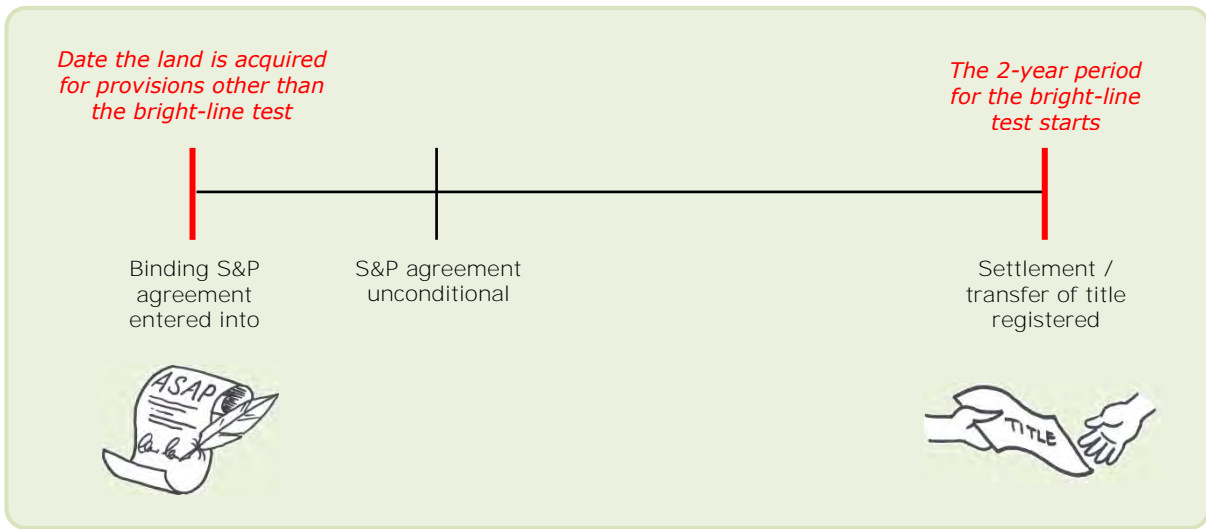 Date the land is acquired
for provisions other than
the bright-line test
The 2-year period
for the bright-line
test starts
Binding S&P
agreement
entered into
S&P agreement
unconditional
Settlement /
transfer of title
registered
ASAP
TITLE